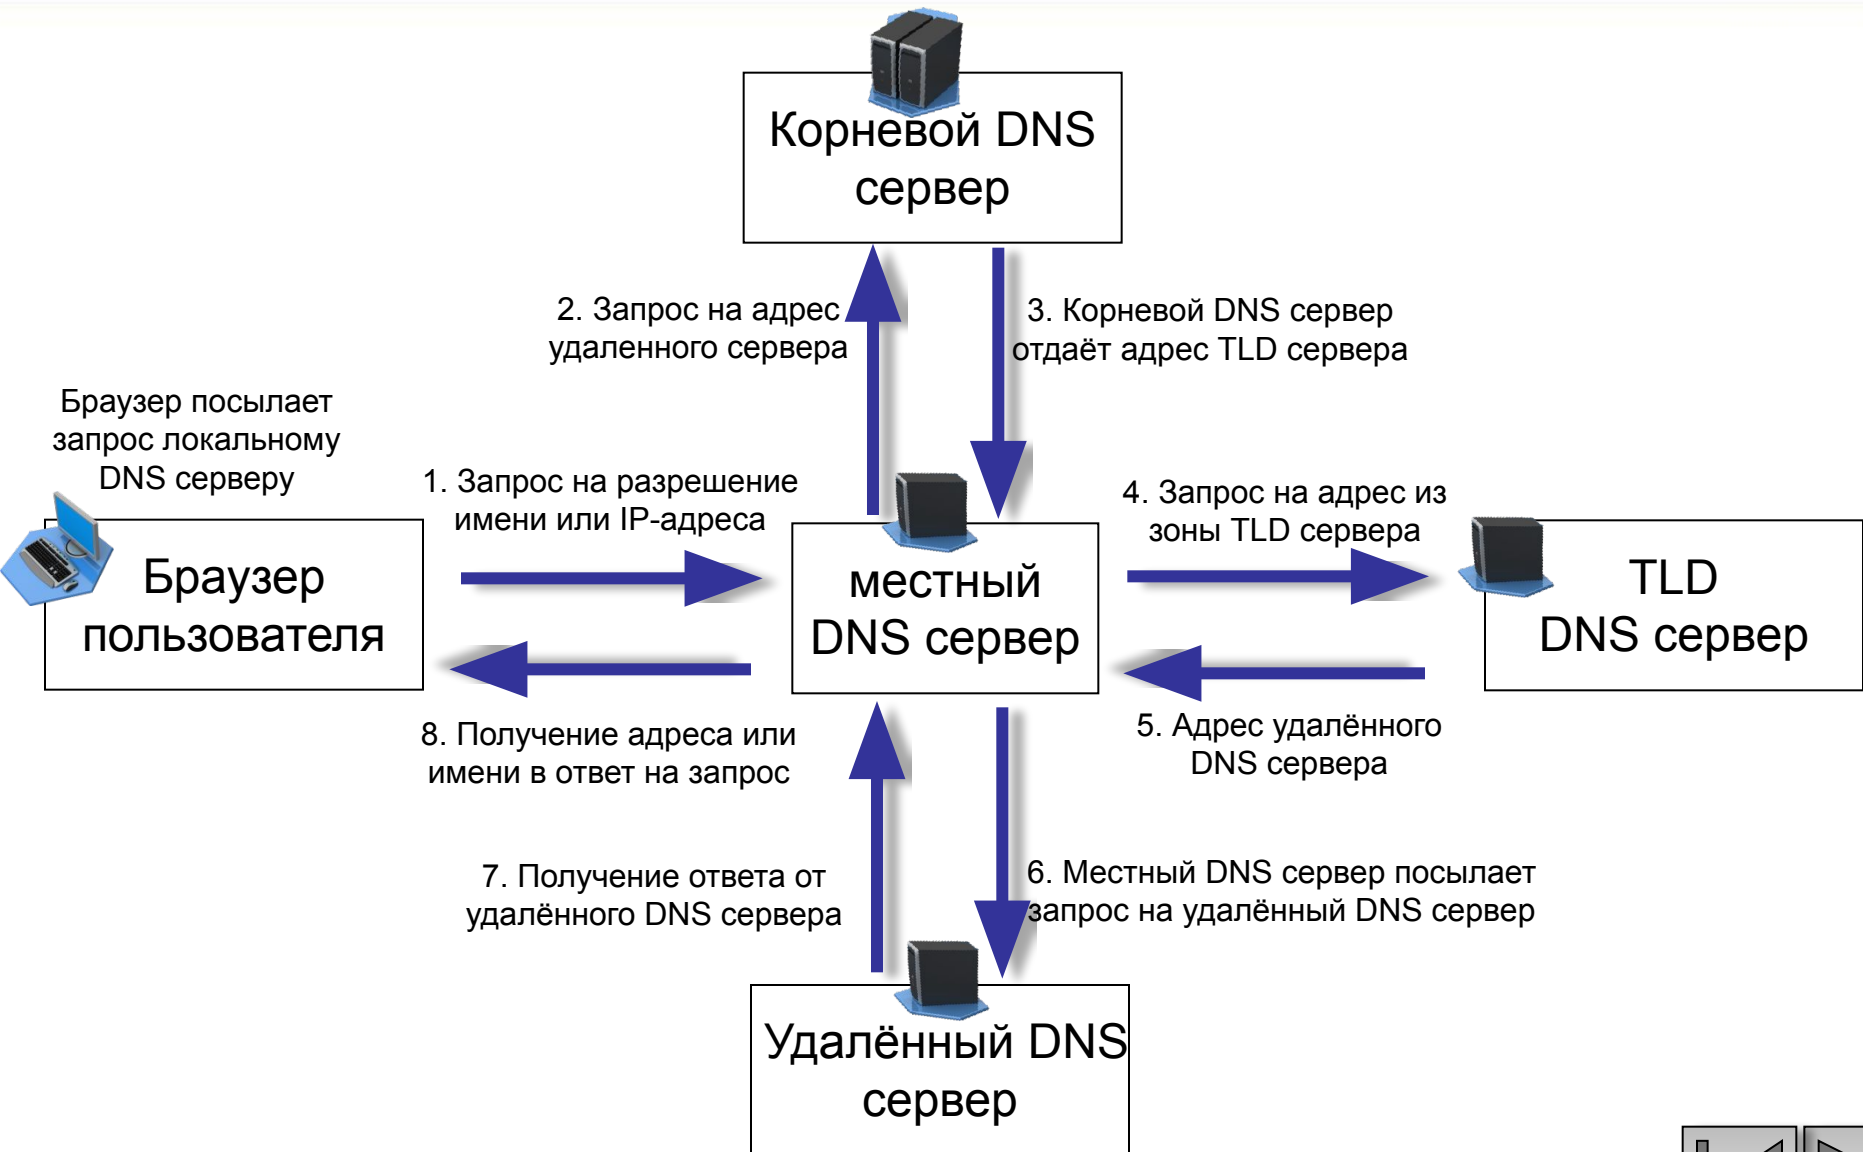 Корневой DNS
сервер
2. Запрос на адрес
удаленного сервера
3. Корневой DNS сервер
отдаёт адрес TLD сервера
Браузер посылает
запрос локальному
DNS серверу
1. Запрос на разрешение
имени или IP-адреса
4. Запрос на адрес из
зоны TLD сервера
Браузер
пользователя
местный
DNS сервер
TLD
DNS сервер
8. Получение адреса или
имени в ответ на запрос
5. Адрес удалённого
DNS сервера
7. Получение ответа от
удалённого DNS сервера
6. Местный DNS сервер посылает
запрос на удалённый DNS сервер
Удалённый DNS
сервер